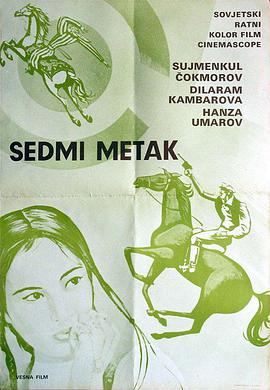 SOVJETSKI
RATNI
KOLOR FILM
CINEMASCOPE
SUJMENKUL
ČOKMOROV
DILARAM
KAMBAROVA
HANZA
UMAROV
SEDMI METAK
VESNA FILM